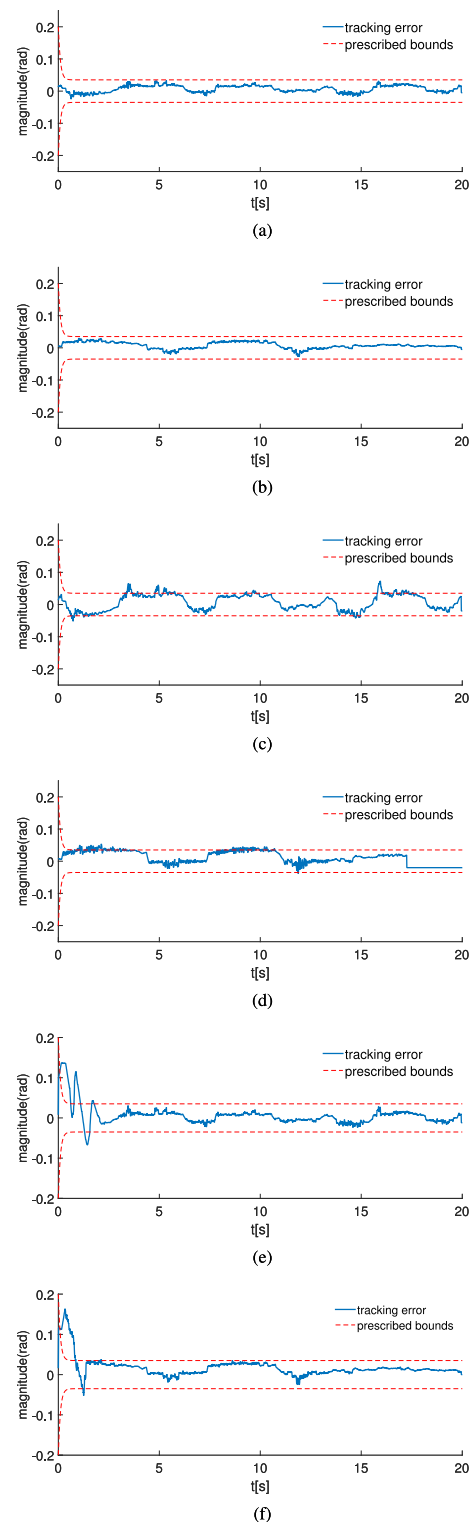 0.2
0.1
0
-0.1
-0.2
magnitude(rad)
tracking error
prescribed bounds
0 5 10 15 20
t[s]
(a)
0.2
0.1
0
-0.1
-0.2
magnitude(rad)
tracking error
prescribed bounds
0 5 10 15 20
t[s]
(b)
0.2
0.1
0
-0.1
-0.2
magnitude(rad)
tracking error
prescribed bounds
0 5 10 15 20
t[s]
(c)
0.2
0.1
0
-0.1
-0.2
magnitude(rad)
tracking error
prescribed bounds
0 5 10 15 20
t[s]
(d)
0.2
0.1
0
-0.1
-0.2
magnitude(rad)
tracking error
prescribed bounds
0 5 10 15 20
t[s]
(e)
0.2
0.1
0
-0.1
-0.2
magnitude(rad)
tracking error
prescribed bounds
0 5 10 15 20
t[s]
(f)